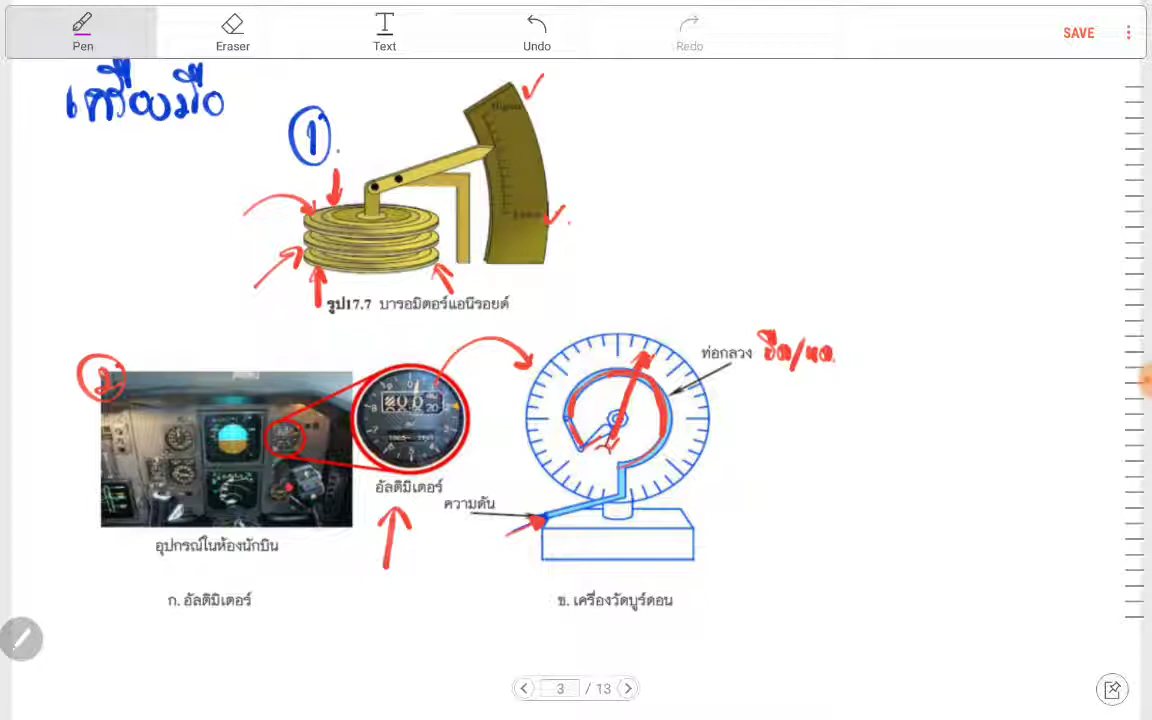 Pen
Eraser
Text
Undo
Redo
SAVE
เครื่องมือ
1
รูป17.7 บารอมิเตอร์แอนีรอยด์
2
ท่อกลวง ยืด/หด
อัลติมิเตอร์
ความดัน
อุปกรณ์ในห้องนักบิน
ก. อัลติมิเตอร์
ข. เครื่องวัดบูร์ดอน
3 / 13